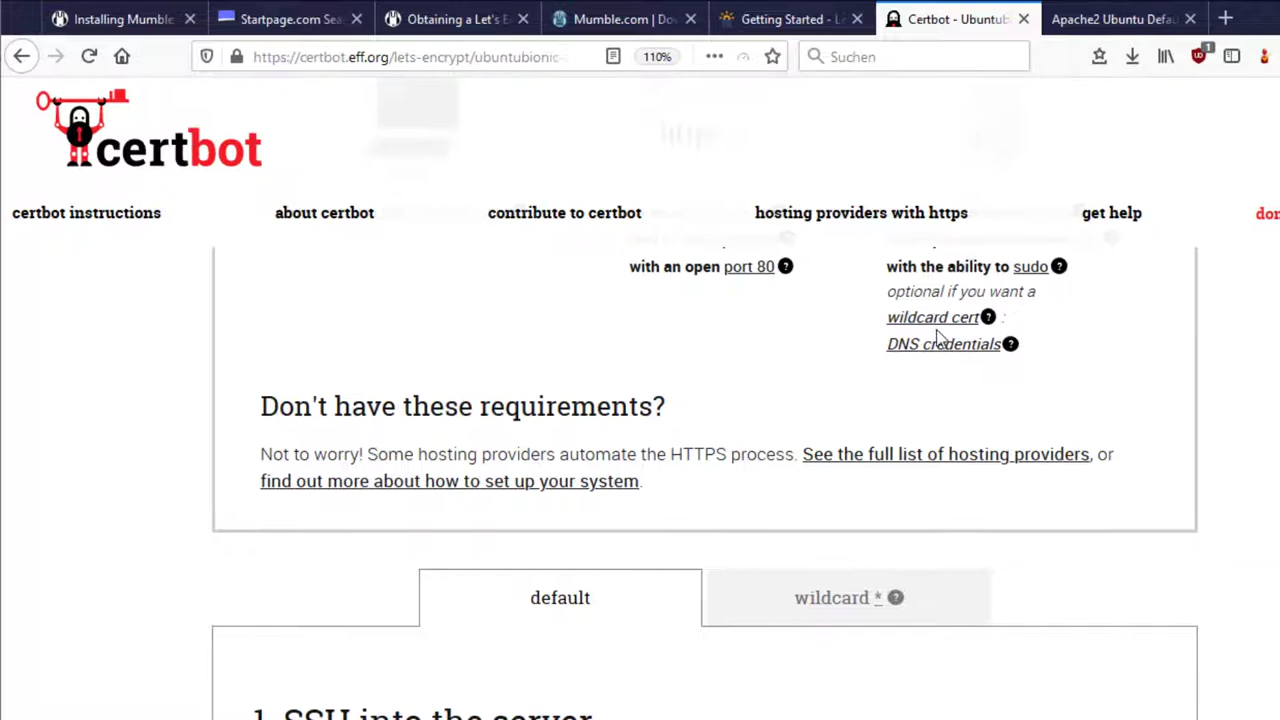 Installing Mumble
Startpage.com Sea
Obtaining a Let's E
Mumble.com | Do
Getting Started - L
Certbot - Ubuntub
Apache2 Ubuntu Defau
https://certbot.eff.org/lets-encrypt/ubuntubionic-
110%
Suchen
1
certbot
certbot instructions
about certbot
contribute to certbot
hosting providers with https
get help
don
with an open port 80 ?
with the ability to sudo ?
optional if you want a
wildcard cert ? :
DNS credentials ?
Don't have these requirements?
Not to worry! Some hosting providers automate the HTTPS process. See the full list of hosting providers, or
find out more about how to set up your system.
default
wildcard * ?
1. SSH into the server